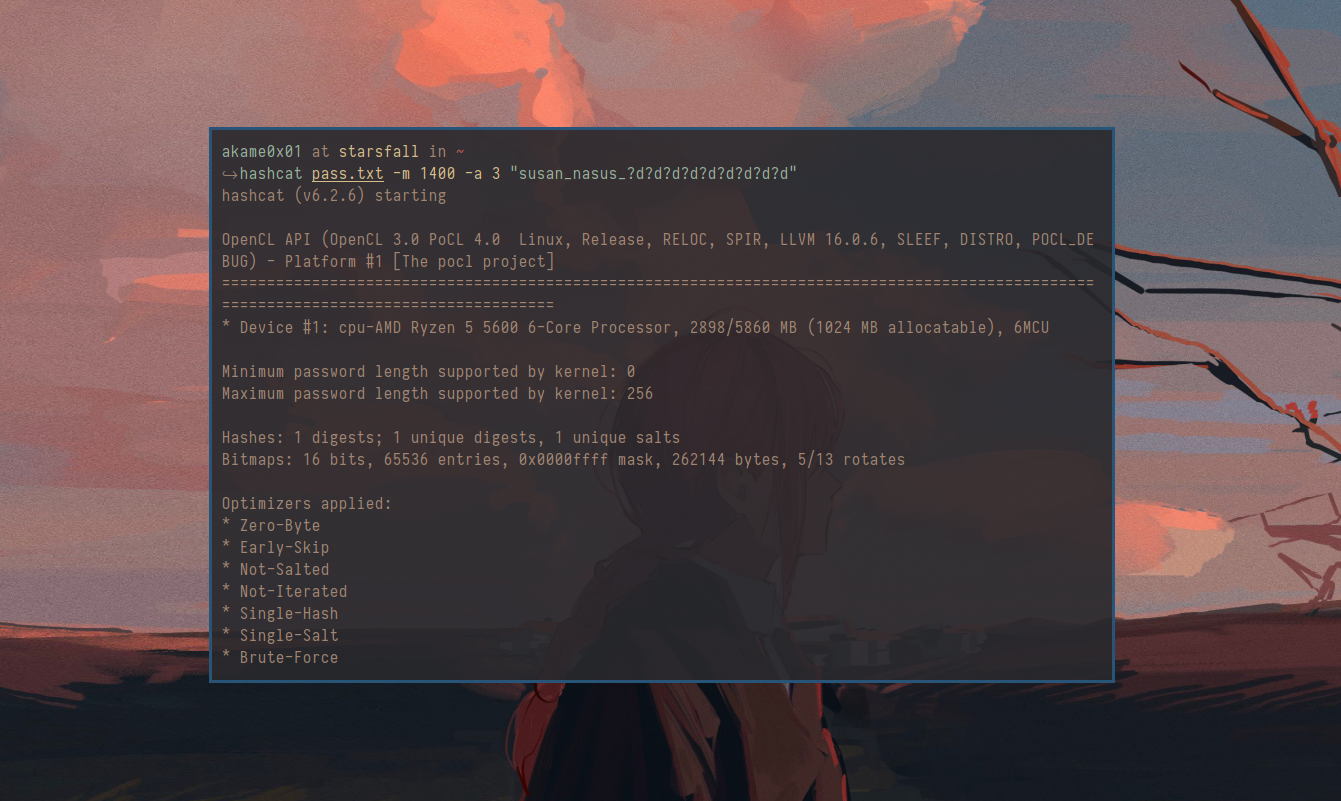 akame0x01 at starsfall in ~
↪hashcat pass.txt -m 1400 -a 3 "susan_nasus_?d?d?d?d?d?d?d?d?d"
hashcat (v6.2.6) starting
OpenCL API (OpenCL 3.0 PoCL 4.0  Linux, Release, RELOC, SPIR, LLVM 16.0.6, SLEEF, DISTRO, POCL_DE
BUG) - Platform #1 [The pocl project]
=================================================================================================
=====================================
* Device #1: cpu-AMD Ryzen 5 5600 6-Core Processor, 2898/5860 MB (1024 MB allocatable), 6MCU
Minimum password length supported by kernel: 0
Maximum password length supported by kernel: 256
Hashes: 1 digests; 1 unique digests, 1 unique salts
Bitmaps: 16 bits, 65536 entries, 0x0000ffff mask, 262144 bytes, 5/13 rotates
Optimizers applied:
* Zero-Byte
* Early-Skip
* Not-Salted
* Not-Iterated
* Single-Hash
* Single-Salt
* Brute-Force